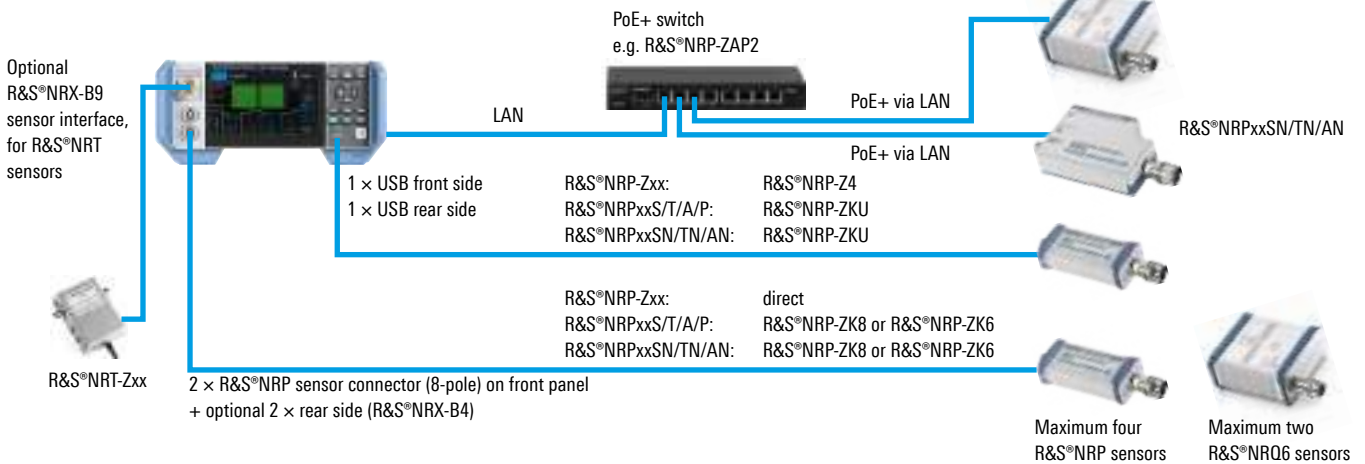 PoE+ switch
e.g. R&S®NRP-ZAP2
Optional
R&S®NRX-B9
sensor interface,
for R&S®NRT
sensors
LAN
PoE+ via LAN
PoE+ via LAN
R&S®NRPxxSN/TN/AN
1 × USB front side
1 × USB rear side
R&S®NRP-Zxx: R&S®NRP-Z4
R&S®NRPxxS/T/A/P: R&S®NRP-ZKU
R&S®NRPxxSN/TN/AN: R&S®NRP-ZKU
R&S®NRP-Zxx: direct
R&S®NRPxxS/T/A/P: R&S®NRP-ZK8 or R&S®NRP-ZK6
R&S®NRPxxSN/TN/AN: R&S®NRP-ZK8 or R&S®NRP-ZK6
R&S®NRT-Zxx
2 × R&S®NRP sensor connector (8-pole) on front panel
+ optional 2 × rear side (R&S®NRX-B4)
Maximum four
R&S®NRP sensors
Maximum two
R&S®NRQ6 sensors